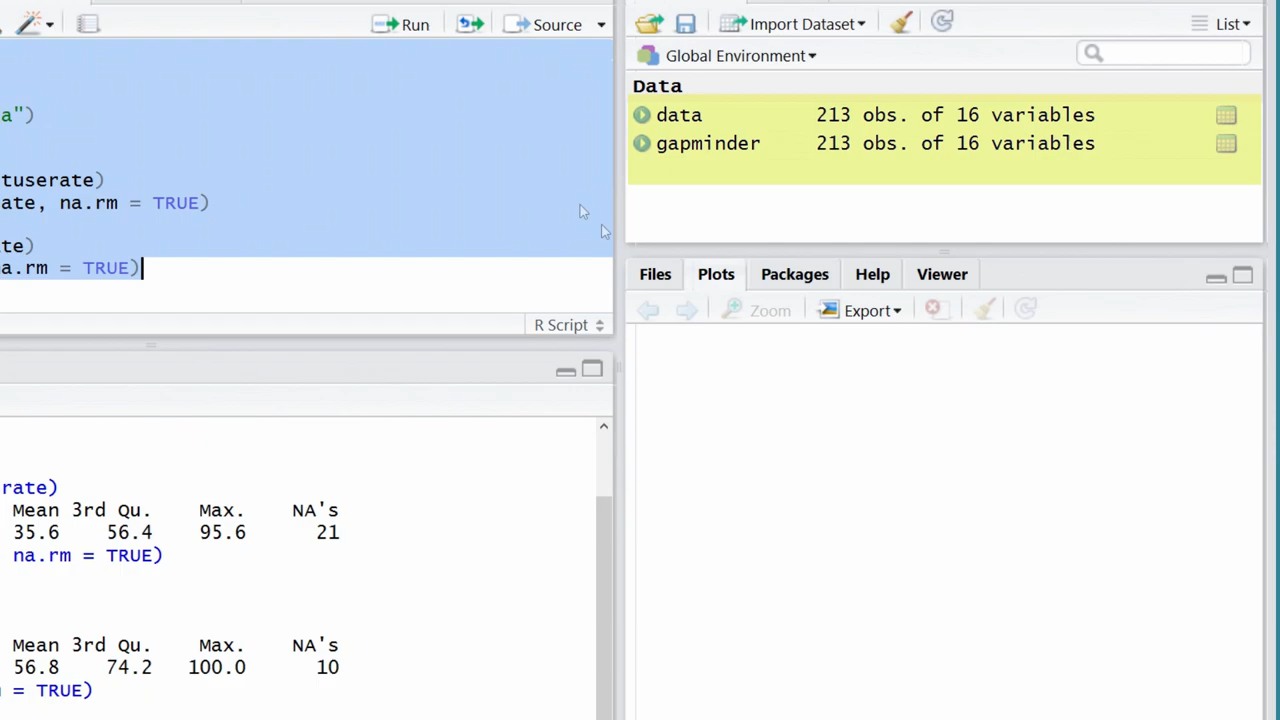 Run Source
a")
tuserate)
ate, na.rm = TRUE)
te)
a.rm = TRUE)
R Script
rate)
Mean 3rd Qu. Max. NA's
35.6 56.4 95.6 21
na.rm = TRUE)
Mean 3rd Qu. Max. NA's
56.8 74.2 100.0 10
= TRUE)
Import Dataset List
Global Environment
Data
data 213 obs. of 16 variables
gapminder 213 obs. of 16 variables
Files Plots Packages Help Viewer
Zoom Export